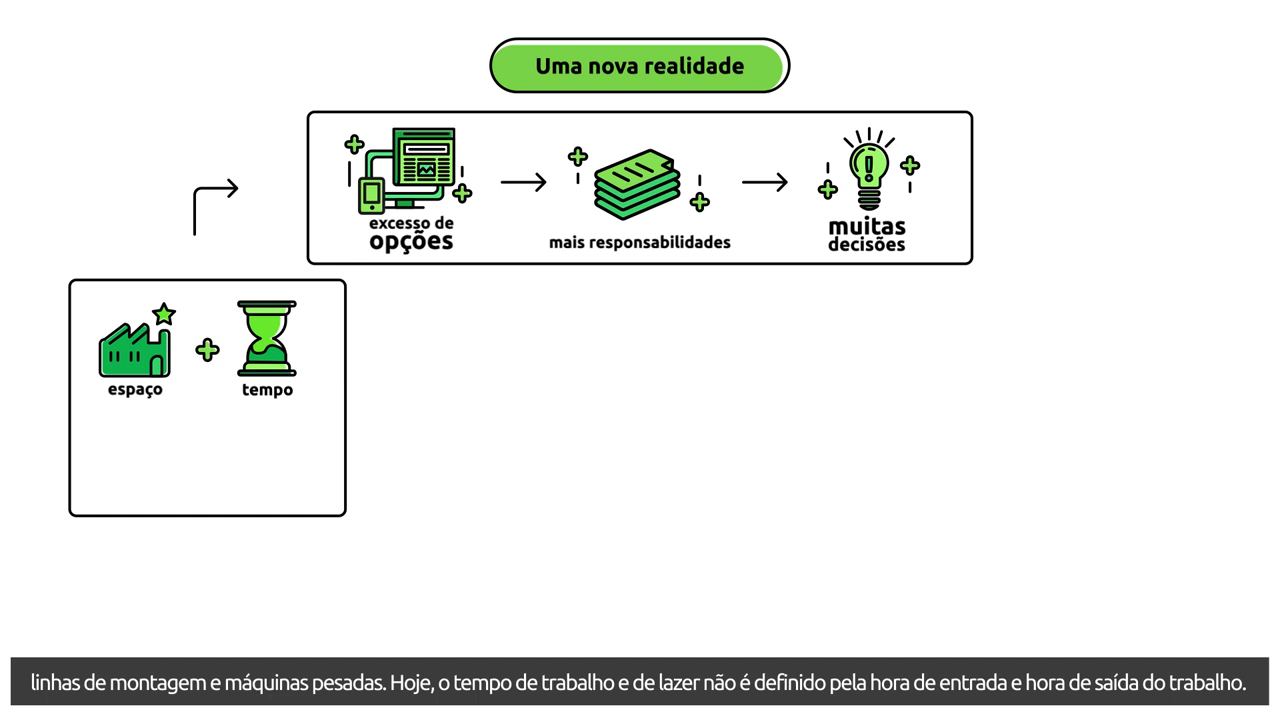 Uma nova realidade
excesso de
opções
mais responsabilidades
muitas
decisões
espaço
tempo
linhas de montagem e máquinas pesadas. Hoje, o tempo de trabalho e de lazer não é definido pela hora de entrada e hora de saída do trabalho.